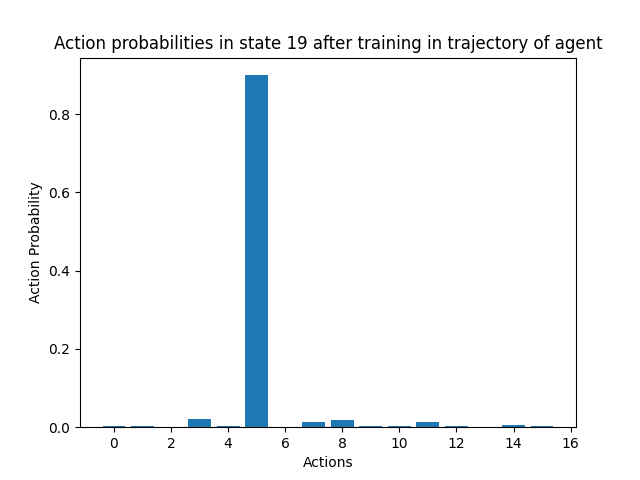 Action probabilities in state 19 after training in trajectory of agent
0.8
0.6
0.4
0.2
0.0
Action Probability
0 2 4 6 8 10 12 14 16
Actions